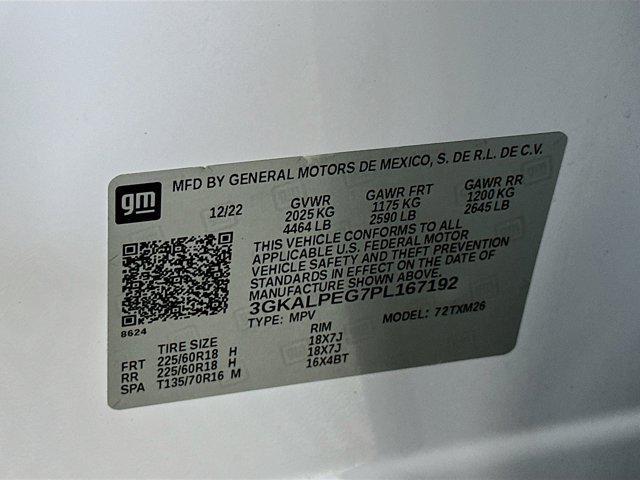 gm
MFD BY GENERAL MOTORS DE MEXICO, S. DE R.L. DE C.V.
12/22 GVWR GAWR FRT GAWR RR
2025 KG 1175 KG 1200 KG
4464 LB 2590 LB 2645 LB
THIS VEHICLE CONFORMS TO ALL
APPLICABLE U.S. FEDERAL MOTOR
VEHICLE SAFETY AND THEFT PREVENTION
STANDARDS IN EFFECT ON THE DATE OF
MANUFACTURE SHOWN ABOVE.
3GKALPEG7PL167192
TYPE: MPV MODEL: 72TXM26
K
8624
TIRE SIZE RIM
FRT 225/60R18 H 18X7J
RR 225/60R18 H 18X7J
SPA T135/70R16 M 16X4BT